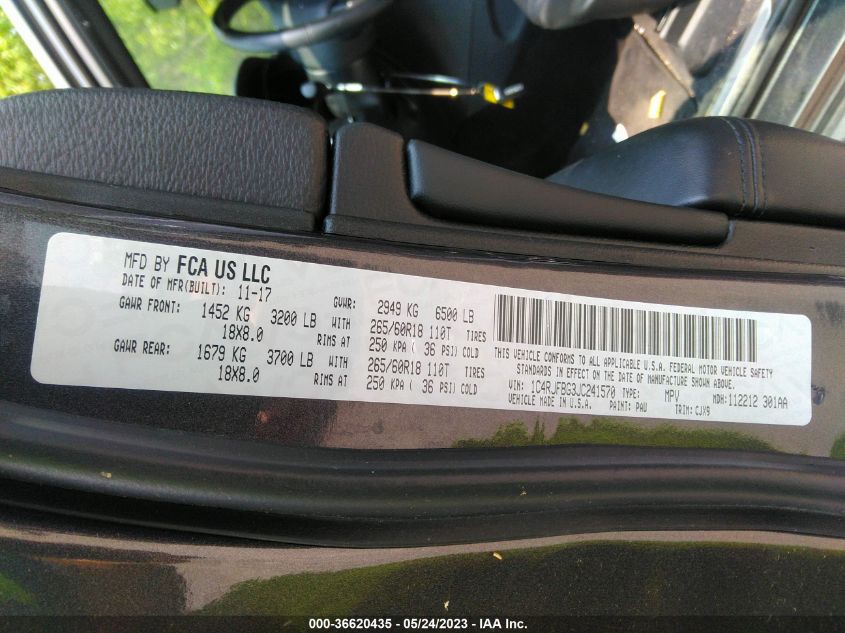 MFD BY FCA US LLC
DATE OF MFR(BUILT): 11-17 GVWR: 2949 KG 6500 LB
GAWR FRONT: 1452 KG 3200 LB WITH 265/60R18 110T TIRES
18X8.0 RIMS AT 250 KPA ( 36 PSI) COLD
GAWR REAR: 1679 KG 3700 LB WITH 265/60R18 110T TIRES
18X8.0 RIMS AT 250 KPA ( 36 PSI) COLD
THIS VEHICLE CONFORMS TO ALL APPLICABLE U.S.A. FEDERAL MOTOR VEHICLE SAFETY
STANDARDS IN EFFECT ON THE DATE OF MANUFACTURE SHOWN ABOVE.
VIN: 1C4RJFBG3JC241570 TYPE: MPV MDH: 112212 301AA
VEHICLE MADE IN U.S.A. PAINT: PAU TRIM: CJX9
000 - 36620435 - 05/24/2023 - IAA Inc.